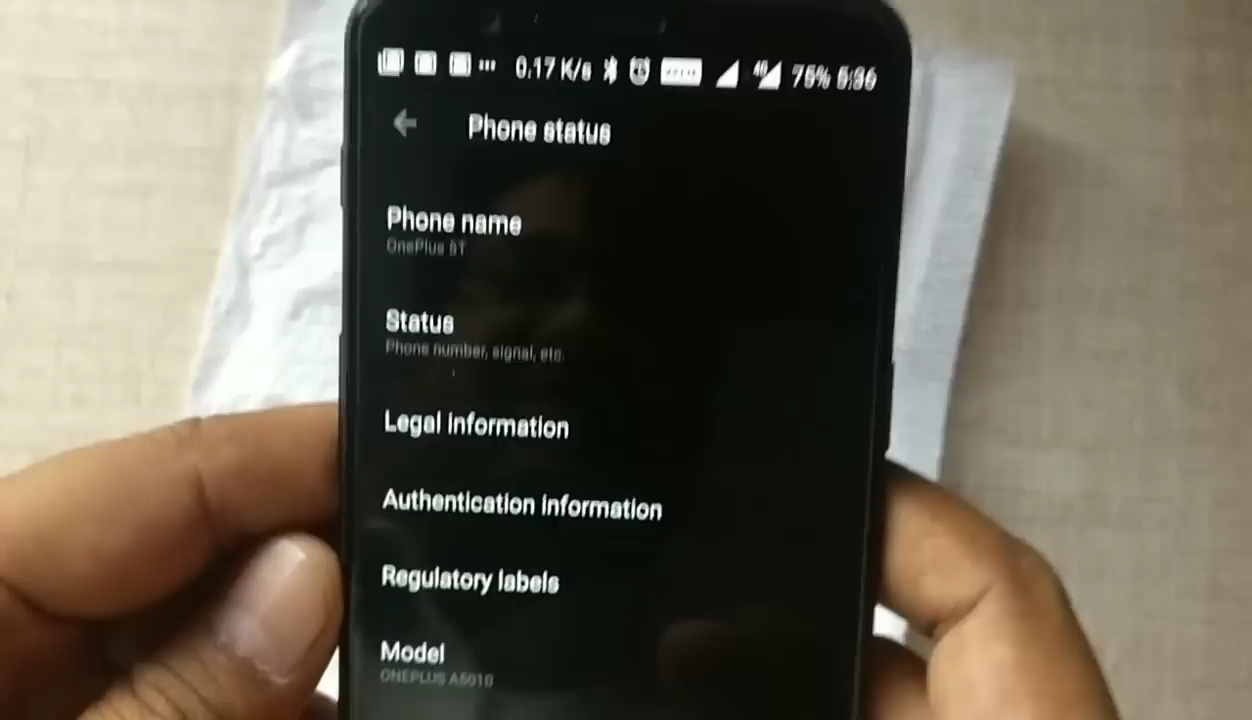 0.17 K/s 4G 75% 5:36
Phone status
Phone name
OnePlus 5T
Status
Phone number, signal, etc.
Legal information
Authentication information
Regulatory labels
Model
ONEPLUS A5010